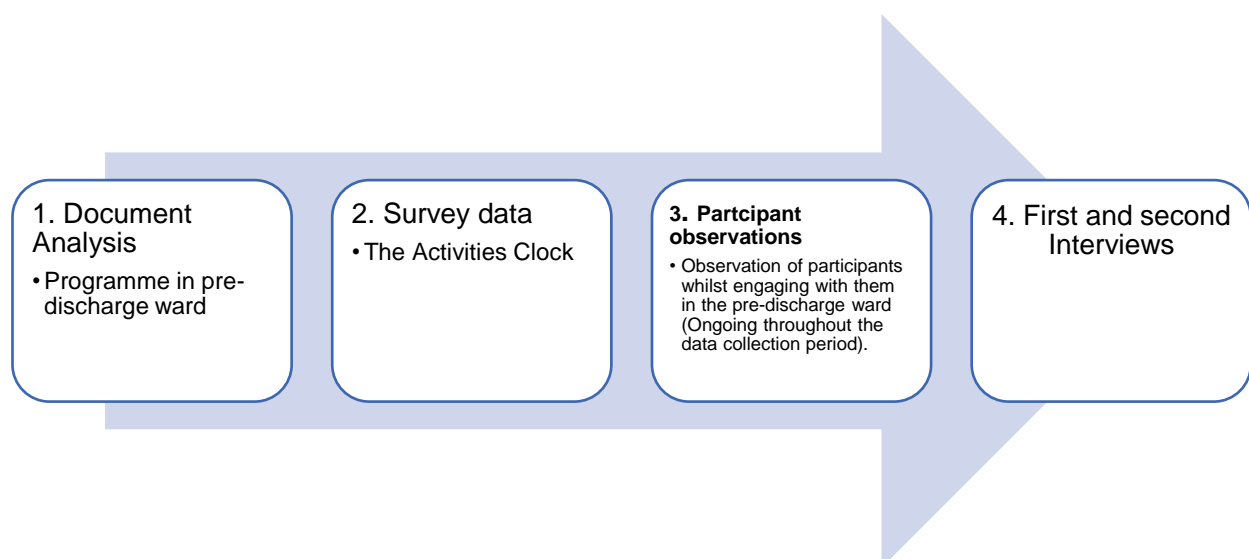 1. Document
Analysis
• Programme in pre-
discharge ward
2. Survey data
• The Activities Clock
3. Partcipant
observations
• Observation of participants
whilst engaging with them
in the pre-discharge ward
(Ongoing throughout the
data collection period).
4. First and second
Interviews